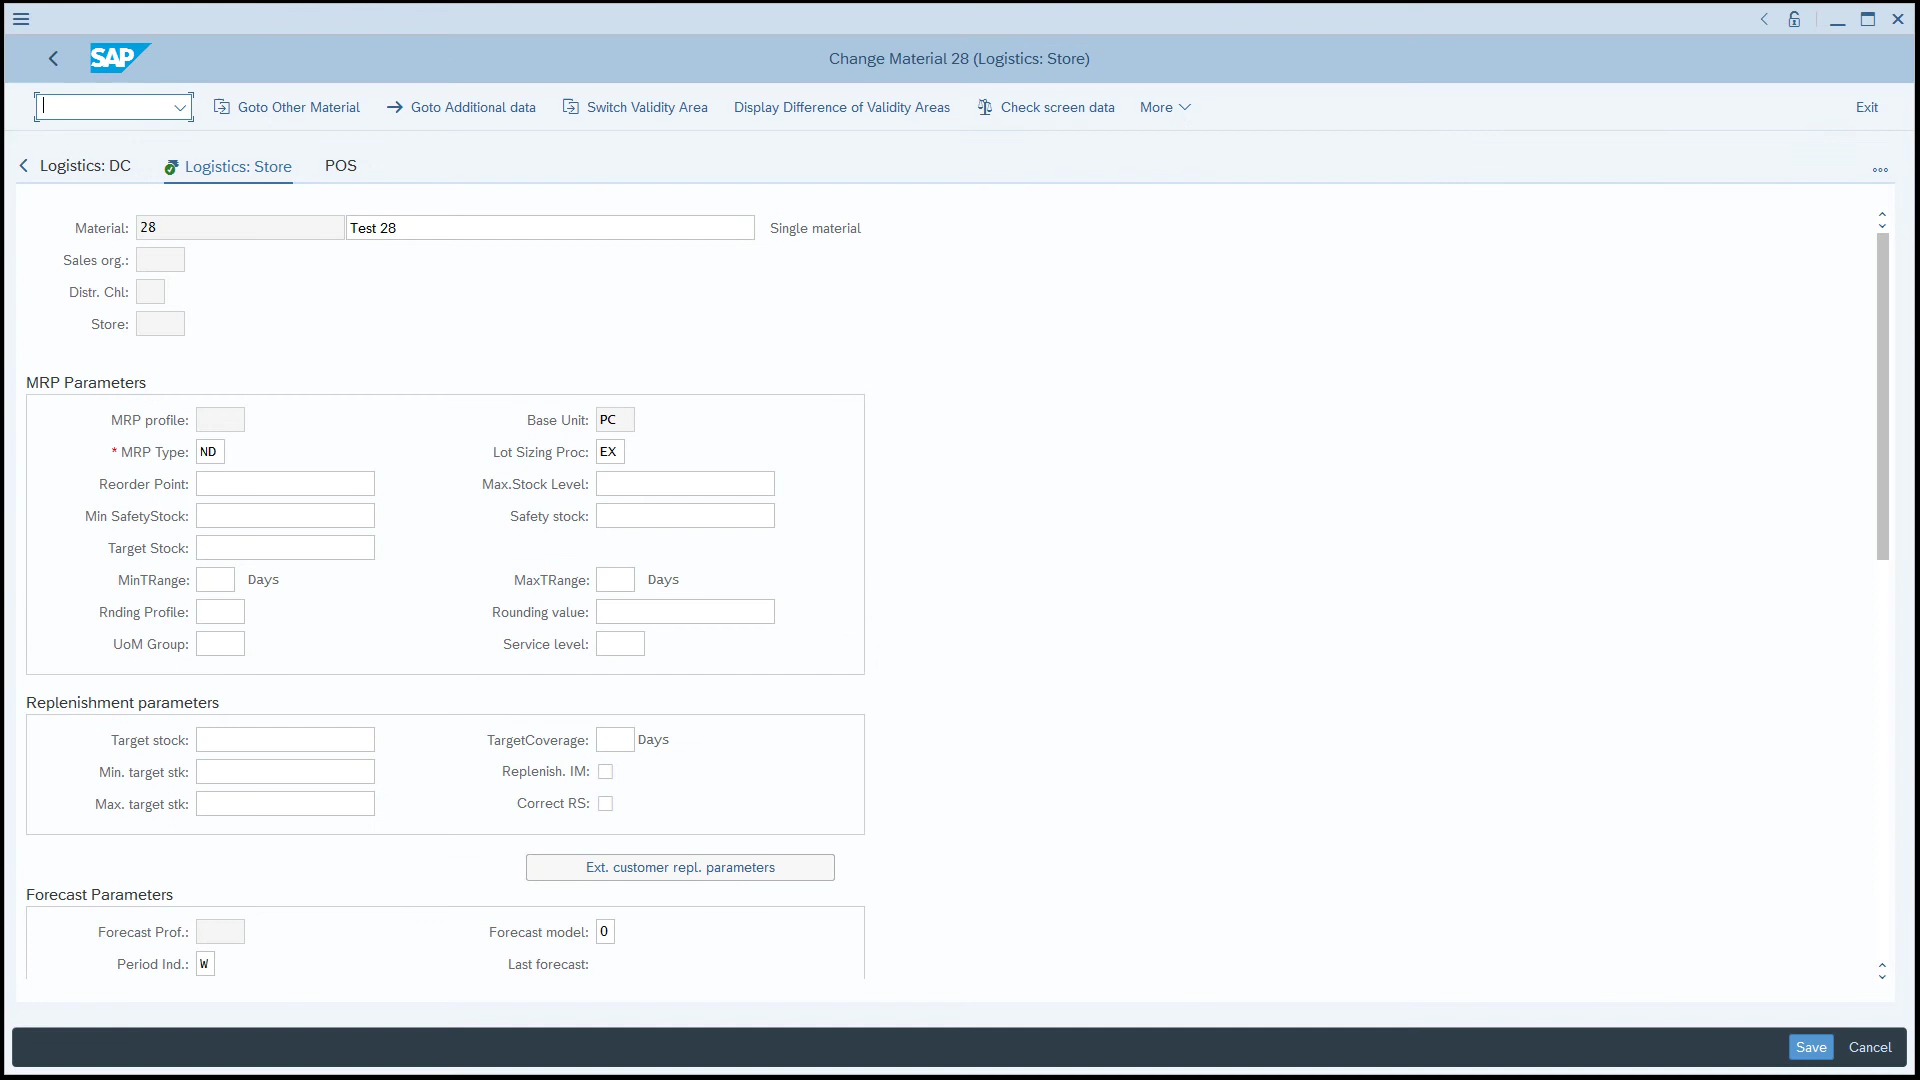 SAP
Change Material 28 (Logistics: Store)
Goto Other Material
Goto Additional data
Switch Validity Area
Display Difference of Validity Areas
Check screen data
More
Exit
Logistics: DC
Logistics: Store
POS
Material: 28 Test 28 Single material
Sales org.:
Distr. Chl:
Store:
MRP Parameters
MRP profile:
Base Unit: PC
* MRP Type: ND
Lot Sizing Proc: EX
Reorder Point:
Max.Stock Level:
Min SafetyStock:
Safety stock:
Target Stock:
MinTRange: Days
MaxTRange: Days
Rnding Profile:
Rounding value:
UoM Group:
Service level:
Replenishment parameters
Target stock:
TargetCoverage: Days
Min. target stk:
Replenish. IM:
Max. target stk:
Correct RS:
Ext. customer repl. parameters
Forecast Parameters
Forecast Prof.:
Forecast model: 0
Period Ind.: W
Last forecast:
Save
Cancel